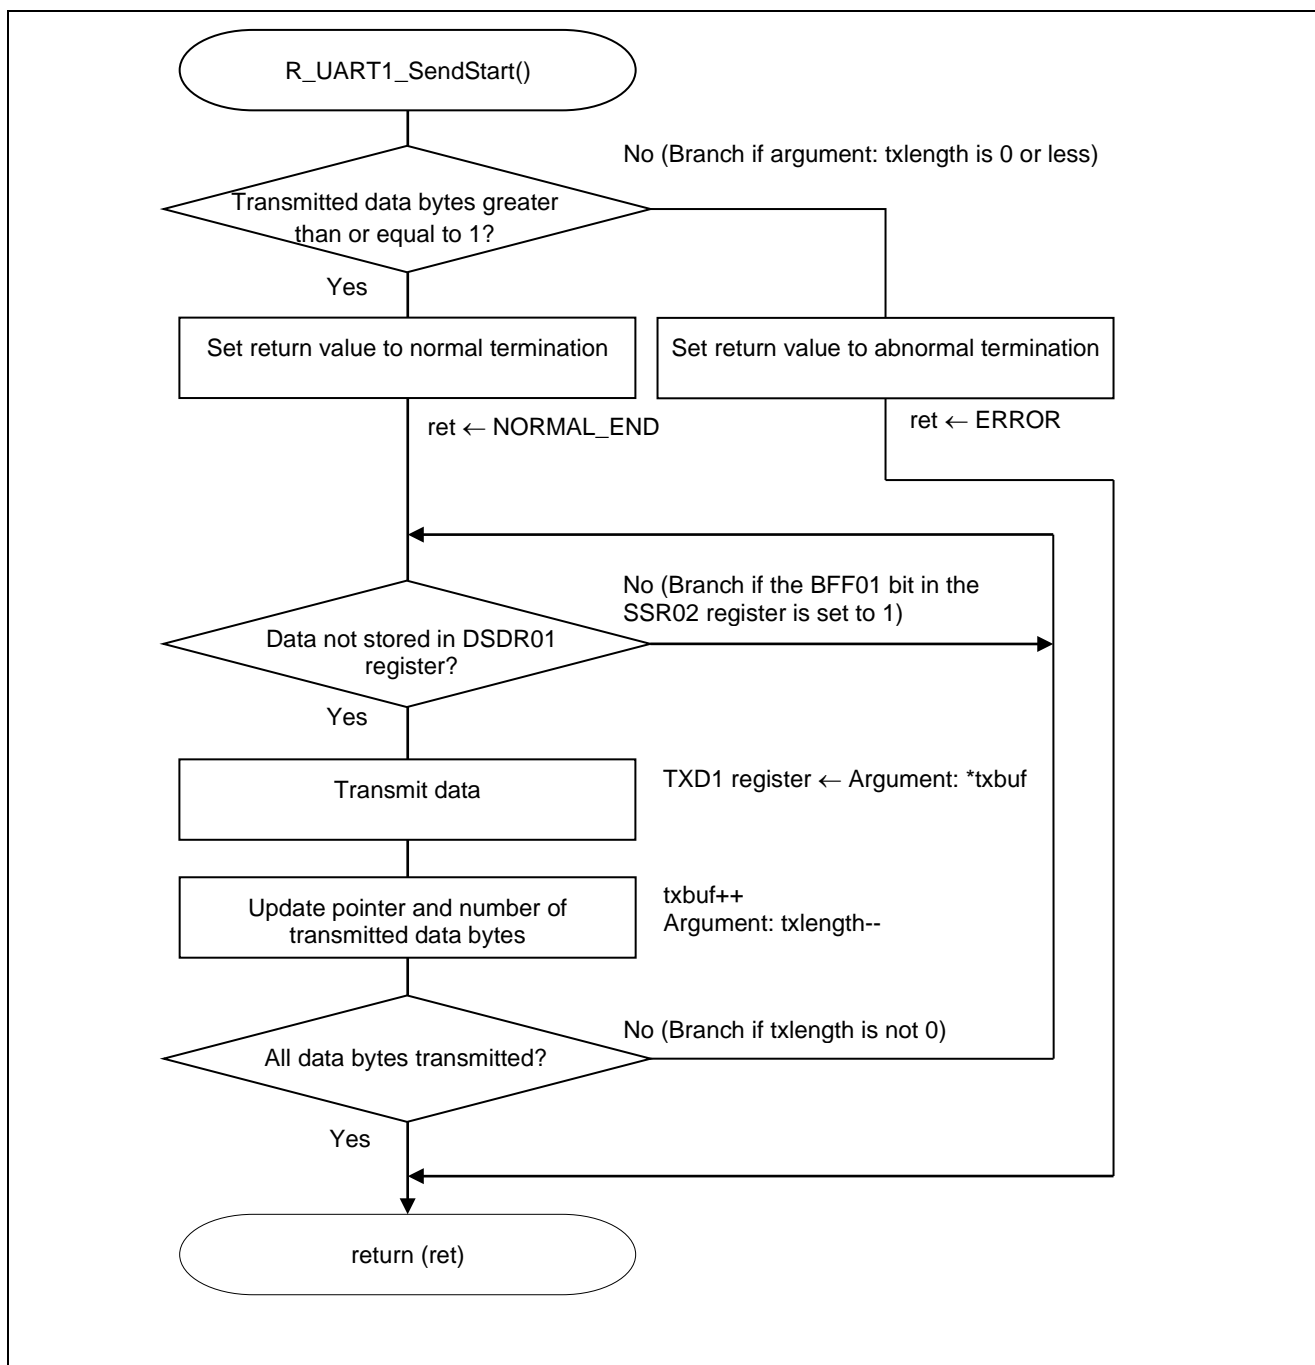 R_UART1_SendStart()
No (Branch if argument: txlength is 0 or less)
Transmitted data bytes greater
than or equal to 1?
Yes
Set return value to normal termination
Set return value to abnormal termination
ret ← NORMAL_END
ret ← ERROR
No (Branch if the BFF01 bit in the
SSR02 register is set to 1)
Data not stored in DSDR01
register?
Yes
Transmit data
TXD1 register ← Argument: *txbuf
Update pointer and number of
transmitted data bytes
txbuf++
Argument: txlength--
No (Branch if txlength is not 0)
All data bytes transmitted?
Yes
return (ret)